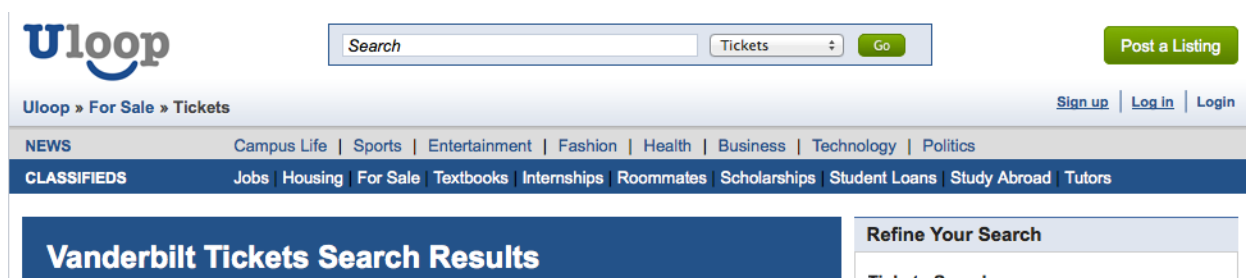 Uloop
Search Tickets Go
Post a Listing
Uloop » For Sale » Tickets
Sign up | Log in | Login
NEWS Campus Life | Sports | Entertainment | Fashion | Health | Business | Technology | Politics
CLASSIFIEDS Jobs | Housing | For Sale | Textbooks | Internships | Roommates | Scholarships | Student Loans | Study Abroad | Tutors
Vanderbilt Tickets Search Results
Refine Your Search